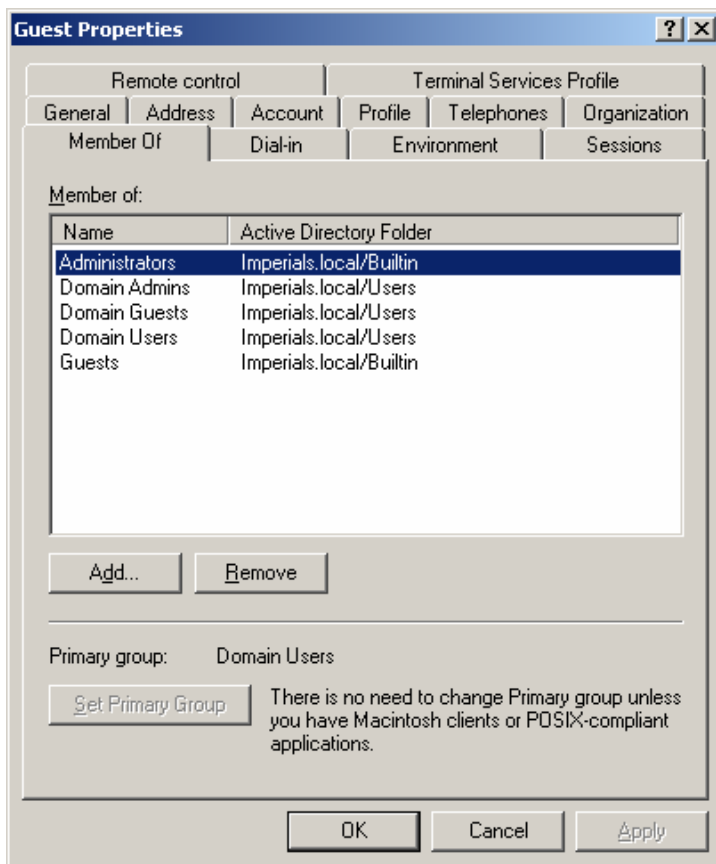 Guest Properties
Remote control Terminal Services Profile
General Address Account Profile Telephones Organization
Member Of Dial-in Environment Sessions
Member of:
Name Active Directory Folder
Administrators Imperials.local/Builtin
Domain Admins Imperials.local/Users
Domain Guests Imperials.local/Users
Domain Users Imperials.local/Users
Guests Imperials.local/Builtin
Add... Remove
Primary group: Domain Users
Set Primary Group There is no need to change Primary group unless
you have Macintosh clients or POSIX-compliant
applications.
OK Cancel Apply